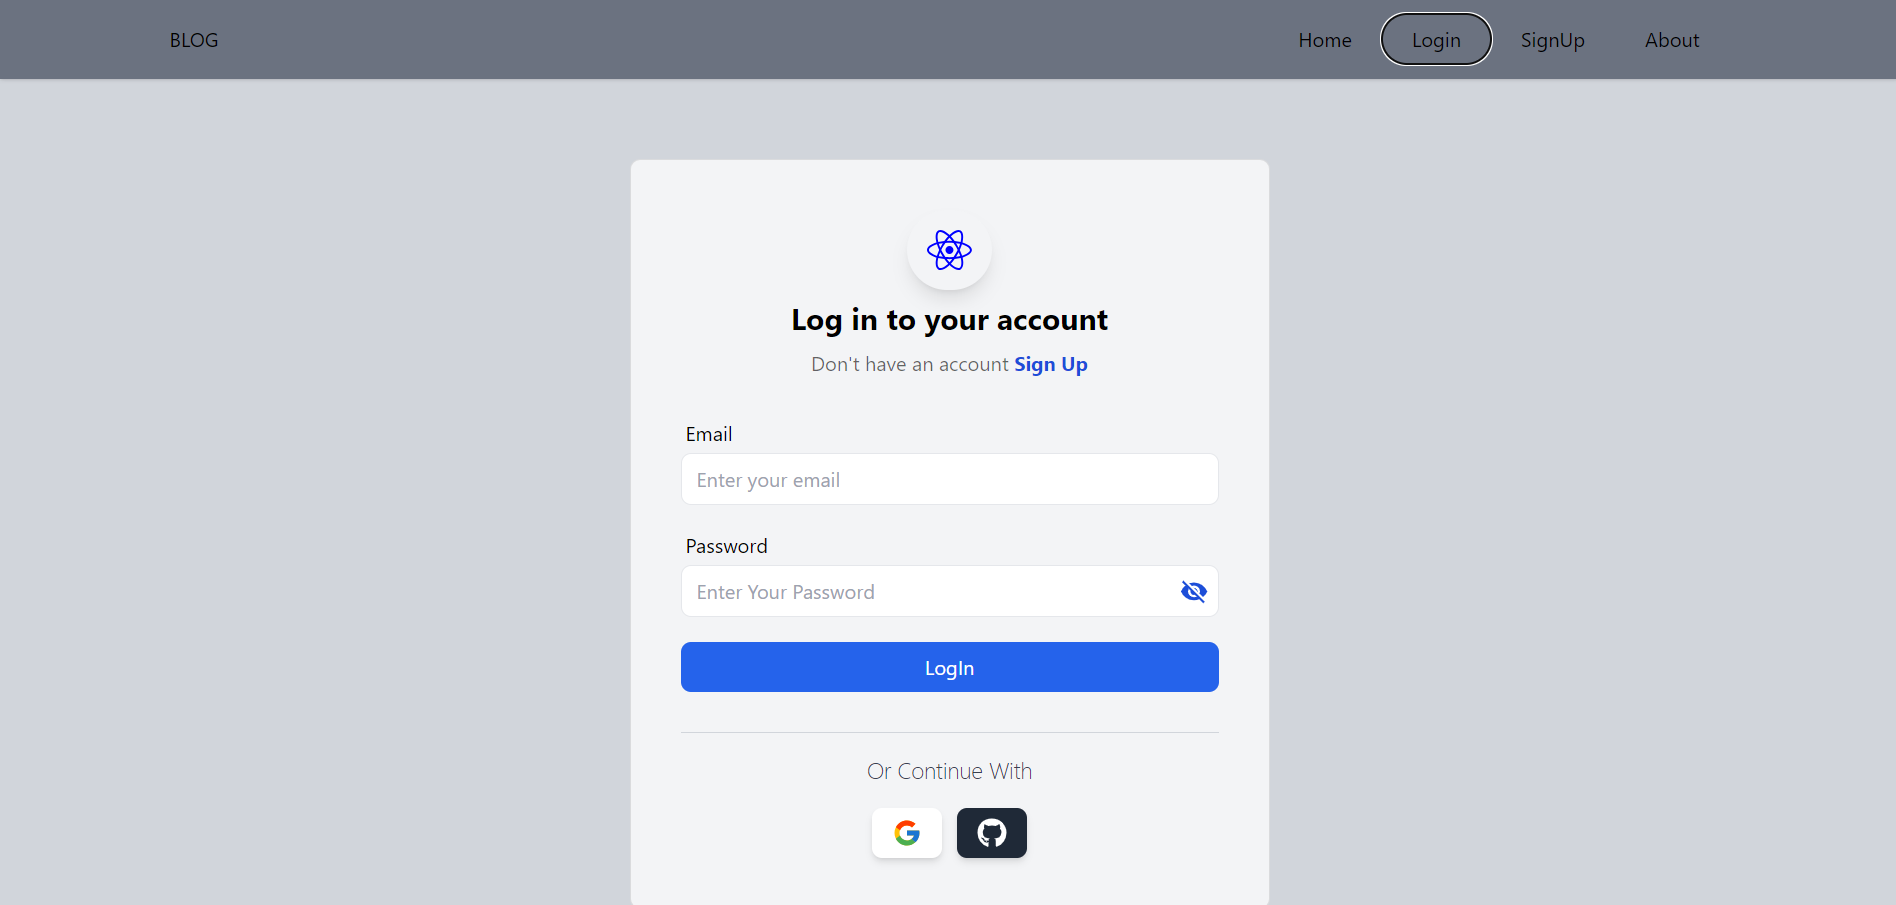 BLOG Home Login SignUp About
Log in to your account
Don't have an account Sign Up
Email
Enter your email
Password
Enter Your Password
LogIn
Or Continue With